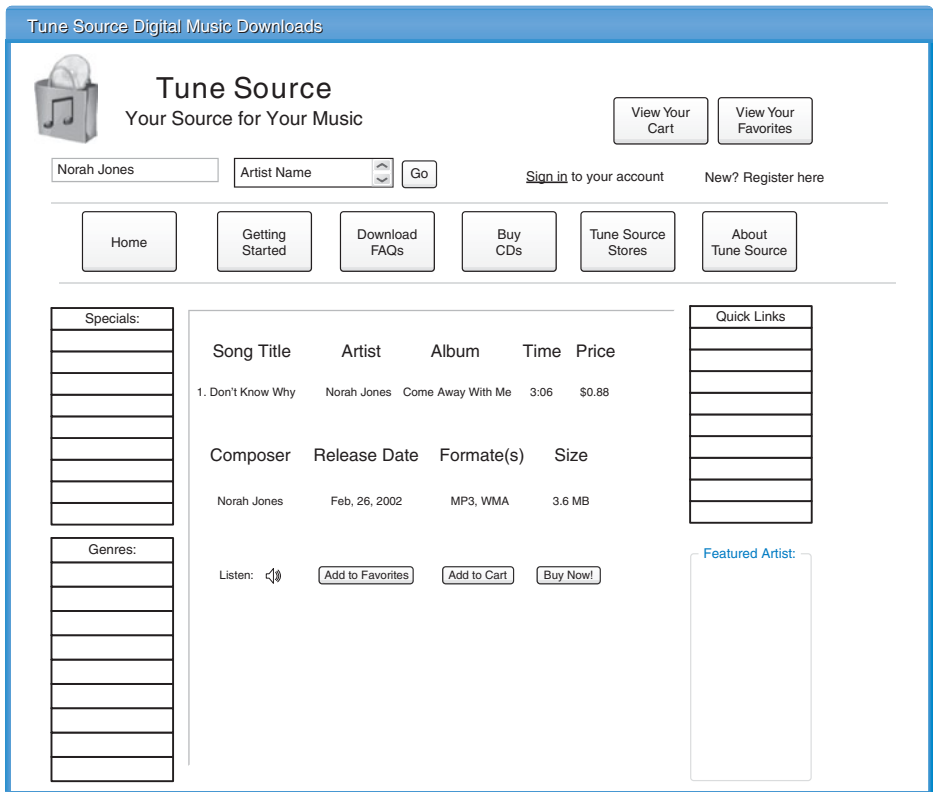 Tune Source Digital Music Downloads
Tune Source
Your Source for Your Music
View Your
Cart
View Your
Favorites
Norah Jones
Artist Name
Go
Sign in to your account
New? Register here
Home
Getting
Started
Download
FAQs
Buy
CDs
Tune Source
Stores
About
Tune Source
Specials:
Genres:
Song Title Artist Album Time Price
1. Don't Know Why Norah Jones Come Away With Me 3:06 $0.88
Composer Release Date Formate(s) Size
Norah Jones Feb, 26, 2002 MP3, WMA 3.6 MB
Listen: Add to Favorites Add to Cart Buy Now!
Quick Links
Featured Artist: